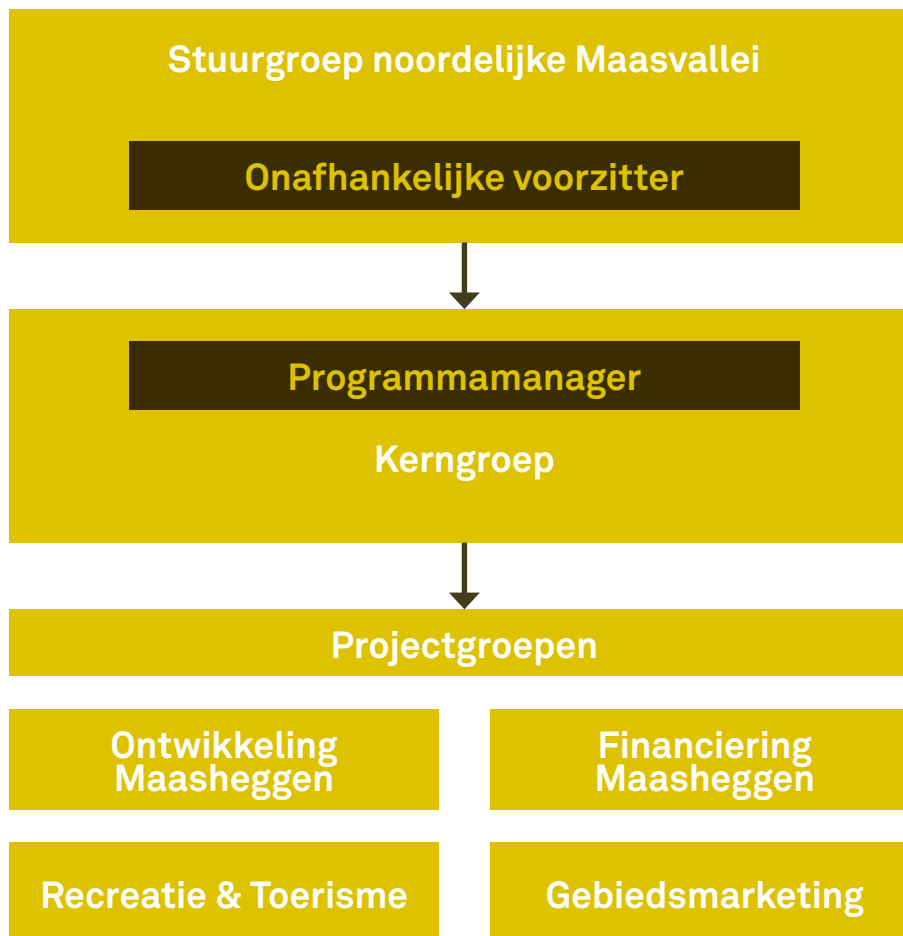 Stuurgroep noordelijke Maasvallei
Onafhankelijke voorzitter
Programmamanager
Kerngroep
Projectgroepen
Ontwikkeling
Maasheggen
Financiering
Maasheggen
Recreatie & Toerisme
Gebiedsmarketing